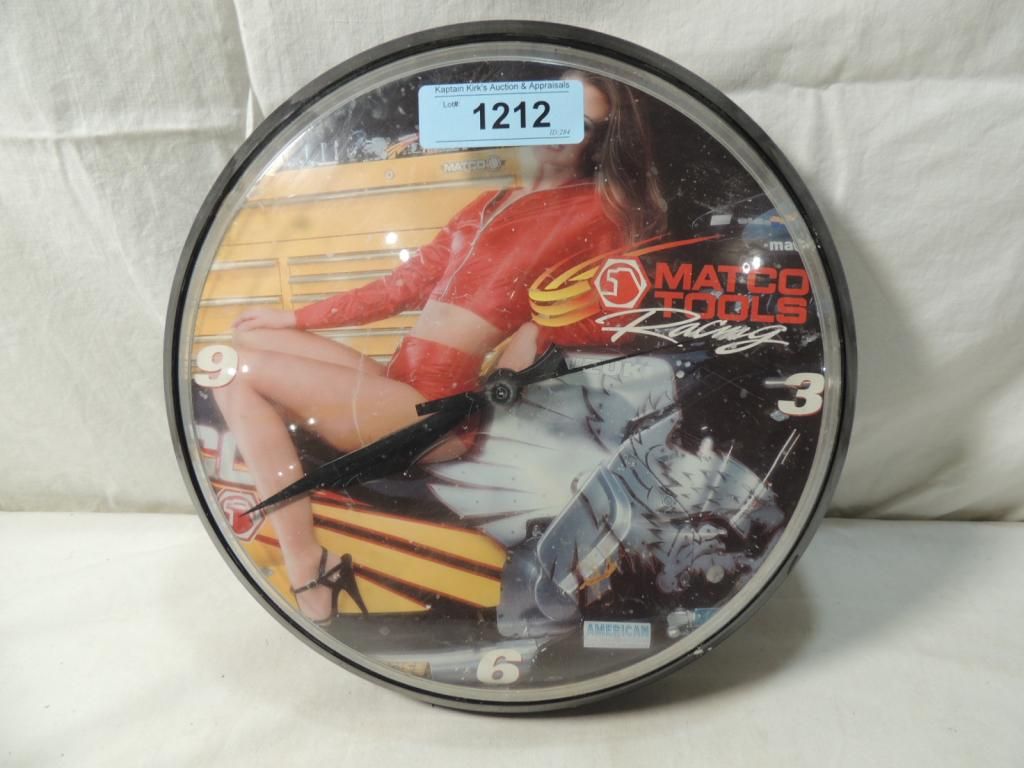 Kaptain Kirk's Auction & Appraisals
Lot#: 1212
ID:284
MATCO
MATCO
TOOLS
Racing
9
3
6
AMERICAN